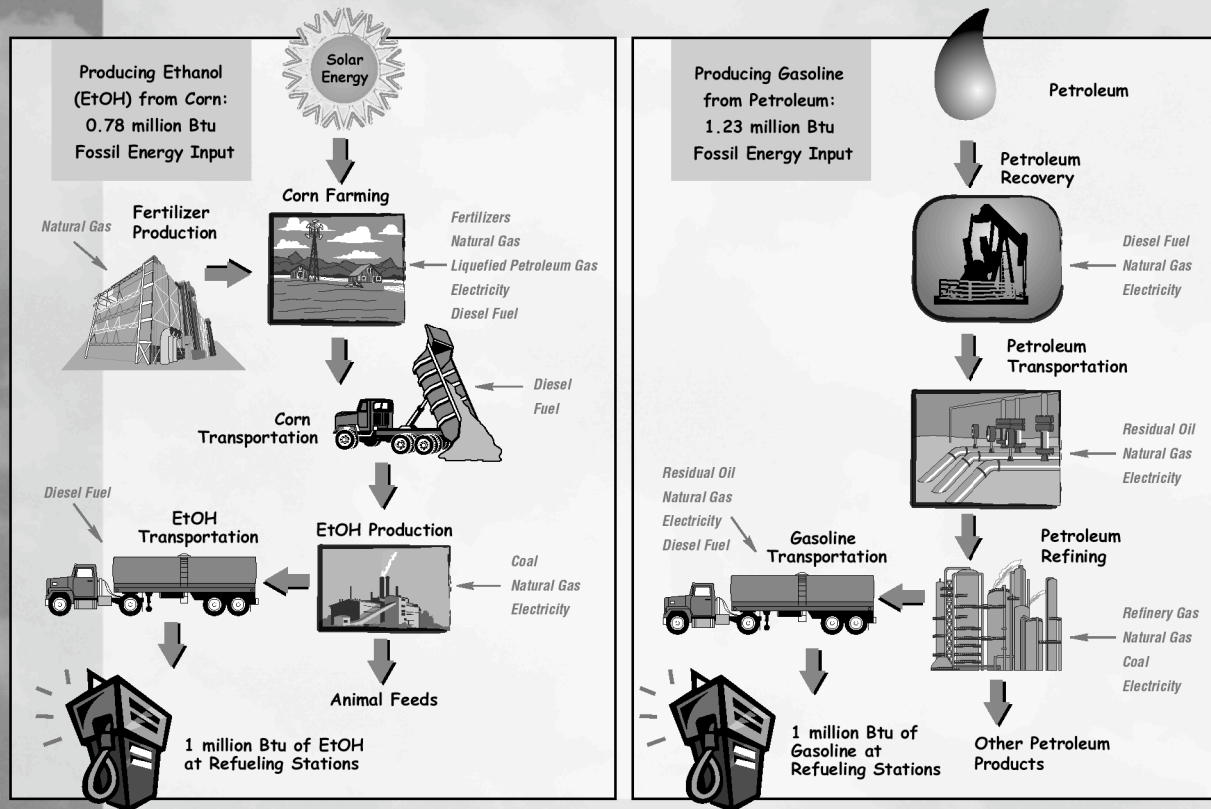 Producing Ethanol
(EtOH) from Corn:
0.78 million Btu
Fossil Energy Input
Solar
Energy
Corn Farming
Fertilizer
Production
Natural Gas
Fertilizers
Natural Gas
Liquefied Petroleum Gas
Electricity
Diesel Fuel
Corn
Transportation
Diesel
Fuel
Diesel Fuel
EtOH
Transportation
EtOH Production
Coal
Natural Gas
Electricity
Animal Feeds
1 million Btu of EtOH
at Refueling Stations
Producing Gasoline
from Petroleum:
1.23 million Btu
Fossil Energy Input
Petroleum
Petroleum
Recovery
Diesel Fuel
Natural Gas
Electricity
Petroleum
Transportation
Residual Oil
Natural Gas
Electricity
Residual Oil
Natural Gas
Electricity
Diesel Fuel
Gasoline
Transportation
Petroleum
Refining
Refinery Gas
Natural Gas
Coal
Electricity
1 million Btu of
Gasoline at
Refueling Stations
Other Petroleum
Products